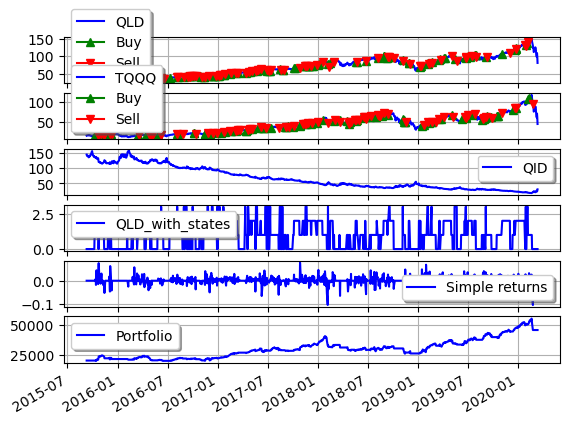 QLD
Buy
Sell
150
100
50
TQQQ
Buy
Sell
100
50
150
100
50
QID
2.5
0.0
QLD_with_states
0.0
−0.1
Simple returns
50000
25000
Portfolio
2015-07
2016-01
2016-07
2017-01
2017-07
2018-01
2018-07
2019-01
2019-07
2020-01